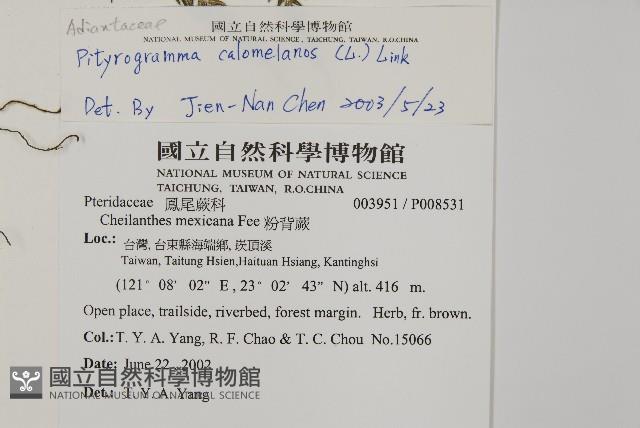 Adiantaceae
國立自然科學博物館
NATIONAL MUSEUM OF NATURAL SCIENCE, TAICHUNG, TAIWAN, R.O.CHINA
Pityrogramma calomelanos (L.) Link
Det. By Jien-Nan Chen 2003/5/23
國立自然科學博物館
NATIONAL MUSEUM OF NATURAL SCIENCE
TAICHUNG, TAIWAN, R.O.CHINA
Pteridaceae 鳳尾蕨科 003951 / P008531
Cheilanthes mexicana Fee 粉背蕨
Loc.: 台灣, 台東縣海端鄉, 崁頂溪
Taiwan, Taitung Hsien,Haituan Hsiang, Kantinghsi
(121° 08' 02" E , 23° 02' 43" N) alt. 416 m.
Open place, trailside, riverbed, forest margin. Herb, fr. brown.
Col.: T. Y. A. Yang, R. F. Chao & T. C. Chou No.15066
Date: June 22, 2002
Det.: T. Y. A. Yang
國立自然科學博物館
NATIONAL MUSEUM OF NATURAL SCIENCE